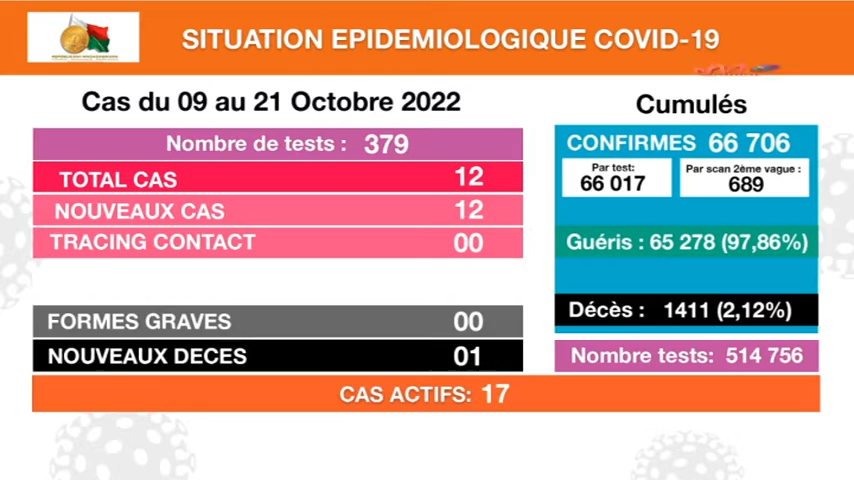 SITUATION EPIDEMIOLOGIQUE COVID-19
Cas du 09 au 21 Octobre 2022
Nombre de tests : 379
TOTAL CAS 12
NOUVEAUX CAS 12
TRACING CONTACT 00
FORMES GRAVES 00
NOUVEAUX DECES 01
Cumulés
CONFIRMES 66 706
Par test:
66 017
Par scan 2ème vague :
689
Guéris : 65 278 (97,86%)
Décès : 1411 (2,12%)
Nombre tests: 514 756
CAS ACTIFS: 17